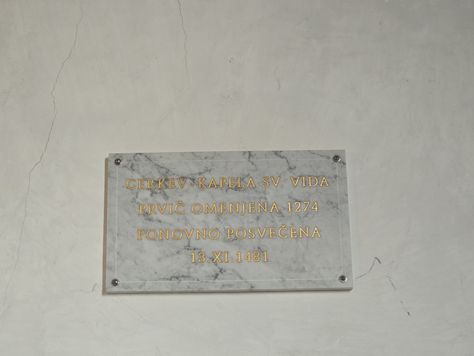 CERKEV-KAPELA SV. VIDA
PRVIČ OMENJENA 1274
PONOVNO POSVEČENA
13.XI.1481